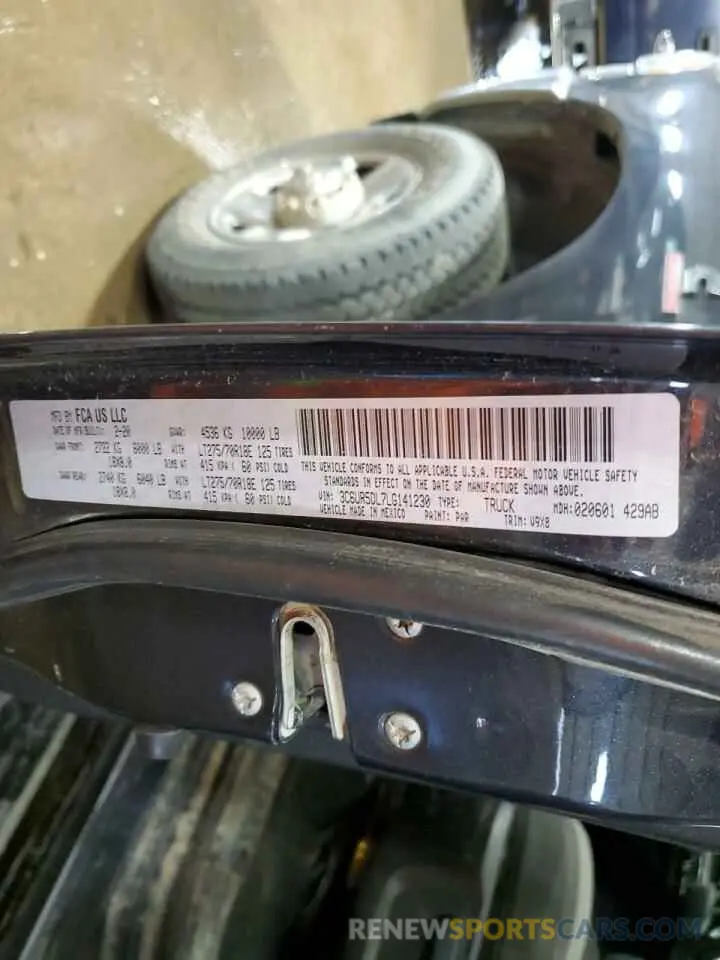 MFD BY FCA US LLC
DATE OF MFR (BULT): 2-20 GVWR: 4536 KG 10000 LB
GAWR FRONT: 2722 KG 6000 LB WITH LT275/70R18E 125 TIRES
18X8.0 RIMS AT 415 KPA ( 60 PSI) COLD
GAWR REAR: 2740 KG 6040 LB WITH LT275/70R18E 125 TIRES
18X8.0 RIMS AT 415 KPA ( 60 PSI) COLD
THIS VEHICLE CONFORMS TO ALL APPLICABLE U.S.A. FEDERAL MOTOR VEHICLE SAFETY
STANDARDS IN EFFECT ON THE DATE OF MANUFACTURE SHOWN ABOVE.
VIN: 3C6UR5DL7LG141230 TYPE: TRUCK MDH:020601 429AB
VEHICLE MADE IN MEXICO PAINT: PAR TRIM: V9X8
RENEWSPORTSCARS.COM